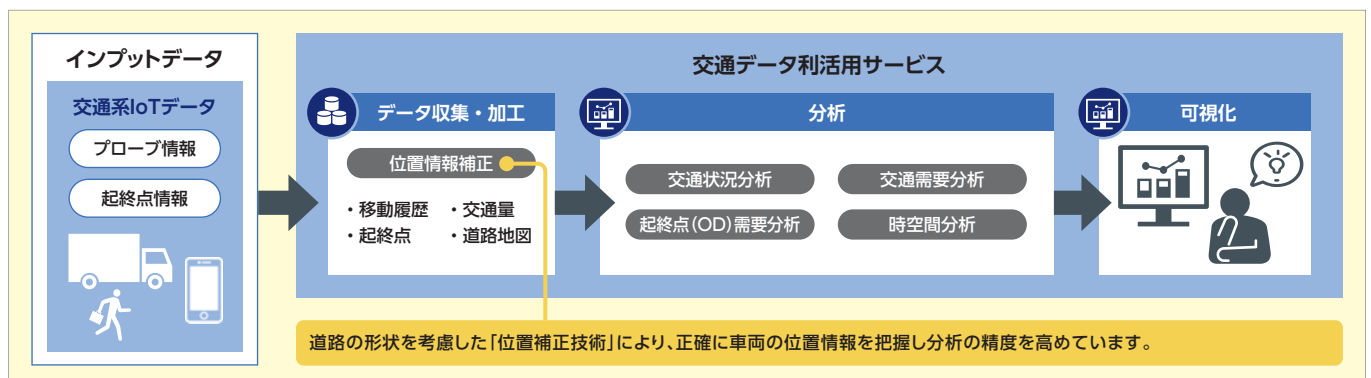 インプットデータ
交通系IoTデータ
プローブ情報
起終点情報
交通データ利活用サービス
データ収集・加工
位置情報補正
・移動履歴 ・交通量
・起終点 ・道路地図
分析
交通状況分析
交通需要分析
起終点(OD)需要分析
時空間分析
可視化
道路の形状を考慮した「位置補正技術」により、正確に車両の位置情報を把握し分析の精度を高めています。